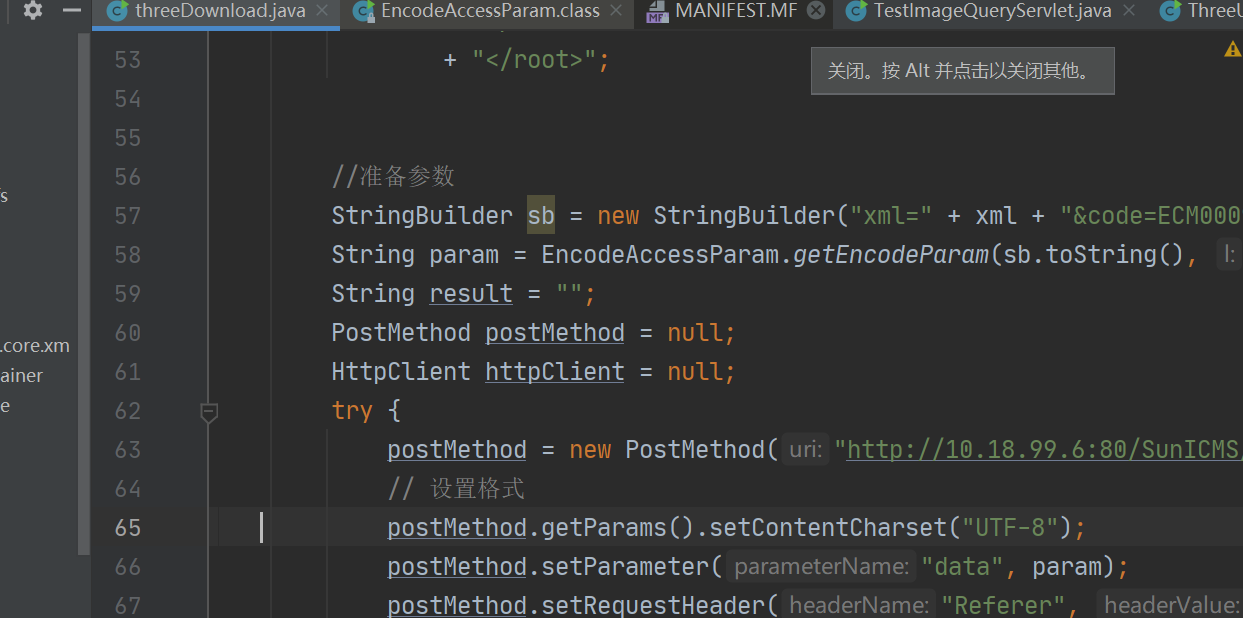 threeDownload.java EncodeAccessParam.class MANIFEST.MF TestImageQueryServlet.java
53 + "</root>";
关闭。按 Alt 并点击以关闭其他。
54
55
56 //准备参数
57 StringBuilder sb = new StringBuilder("xml=" + xml + "&code=ECM000
58 String param = EncodeAccessParam.getEncodeParam(sb.toString(), l:
59 String result = "";
60 PostMethod postMethod = null;
.core.xm
61 HttpClient httpClient = null;
ainer
62 try {
63 postMethod = new PostMethod( uri: "http://10.18.99.6:80/SunICMS/
64 // 设置格式
65 postMethod.getParams().setContentCharset("UTF-8");
66 postMethod.setParameter( parameterName: "data", param);
67 postMethod.setRequestHeader( headerName: "Referer", headerValue: